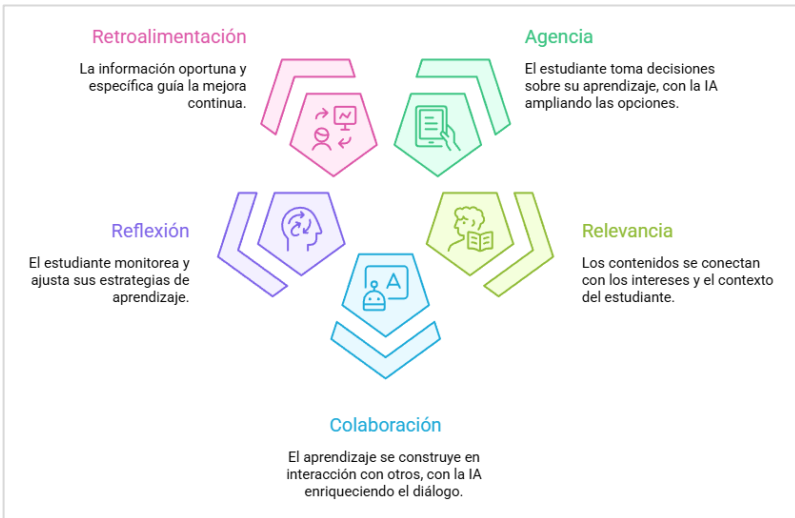 Retroalimentación
La información oportuna y
específica guía la mejora
continua.
Agencia
El estudiante toma decisiones
sobre su aprendizaje, con la IA
ampliando las opciones.
Reflexión
El estudiante monitorea y
ajusta sus estrategias de
aprendizaje.
Relevancia
Los contenidos se conectan
con los intereses y el contexto
del estudiante.
A
Colaboración
El aprendizaje se construye en
interacción con otros, con la IA
enriqueciendo el diálogo.